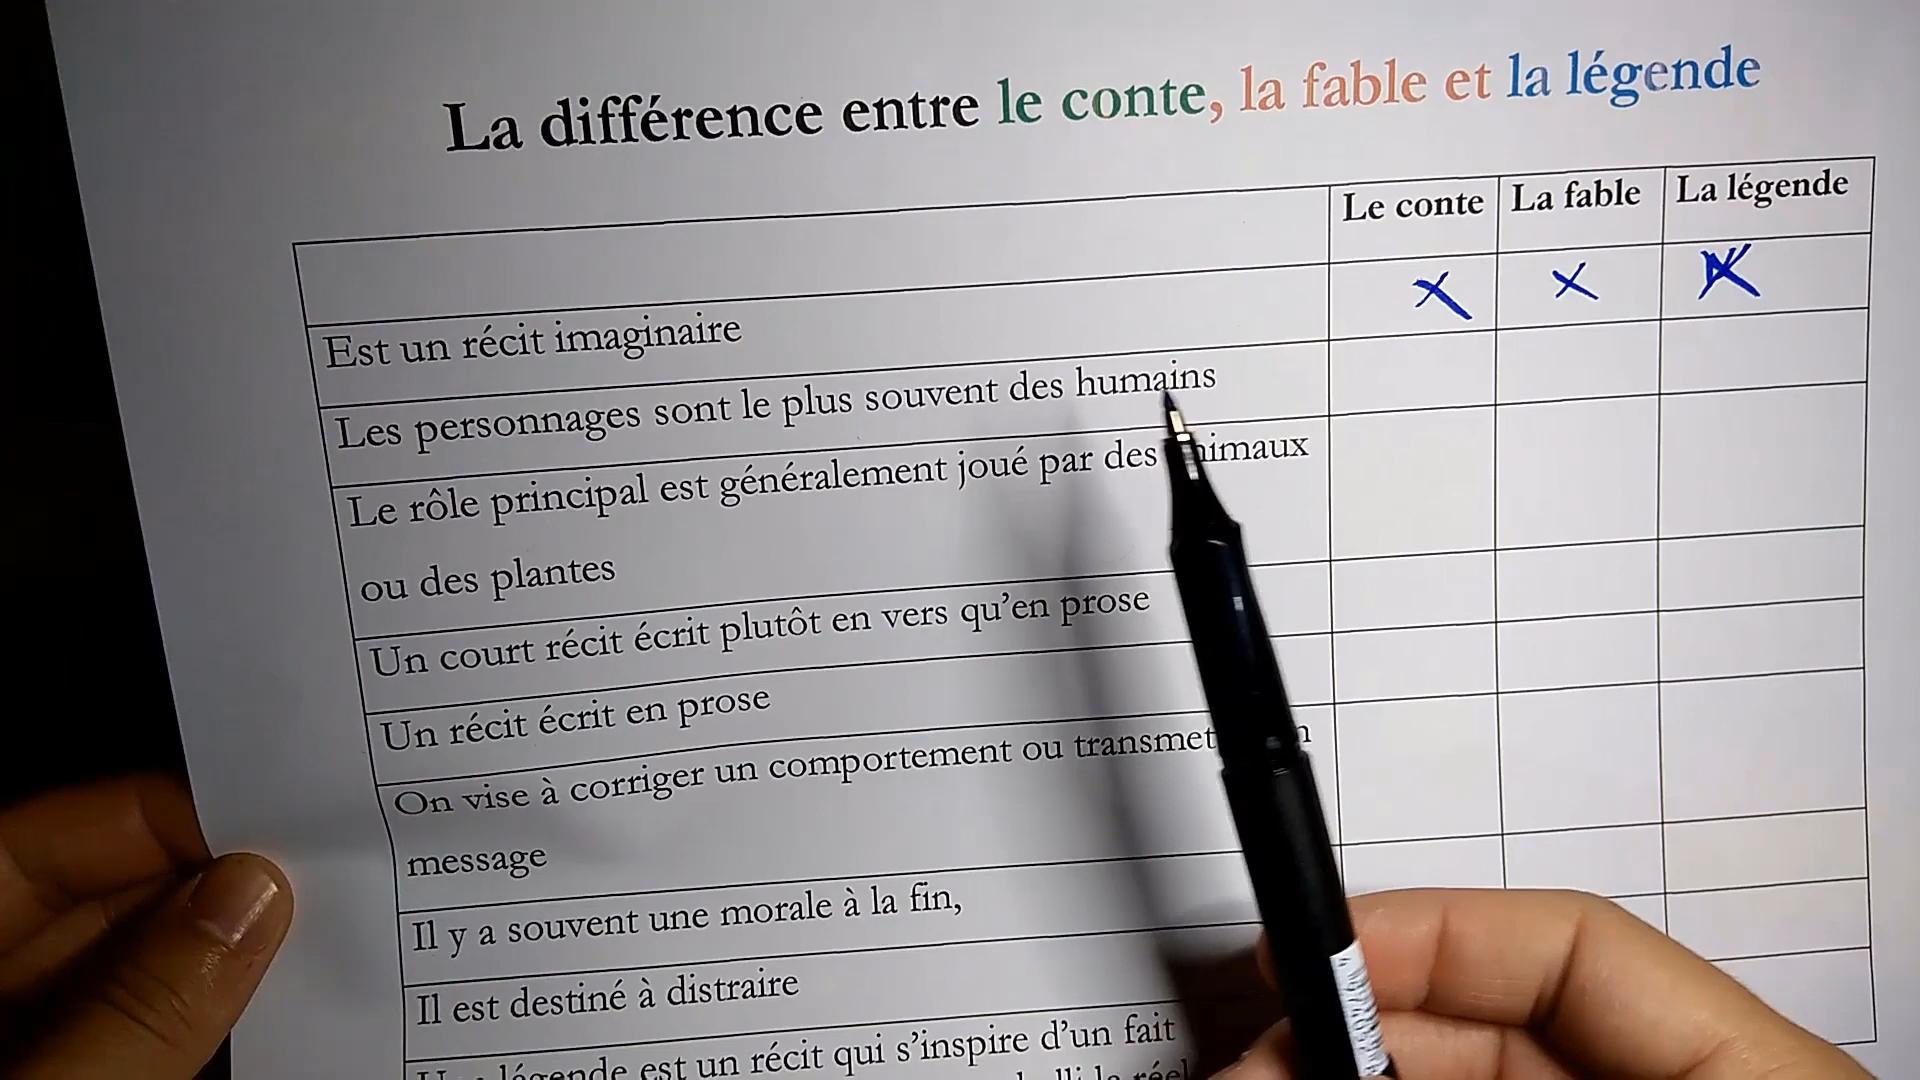 La différence entre le conte, la fable et la légende
Le conte La fable La légende
Est un récit imaginaire X X X
Les personnages sont le plus souvent des humains
Le rôle principal est généralement joué par des
ou des plantes
Un court récit écrit plutôt en vers qu'en prose
Un récit écrit en prose
On vise à corriger un comportement ou
message
Il y a souvent une morale à la fin,
Il est destiné à distraire
légende est un récit qui s'inspire d'un fait